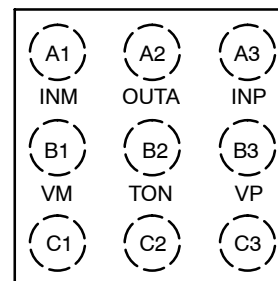 A1 A2 A3
INM OUTA INP
B1 B2 B3
VM TON VP
C1 C2 C3